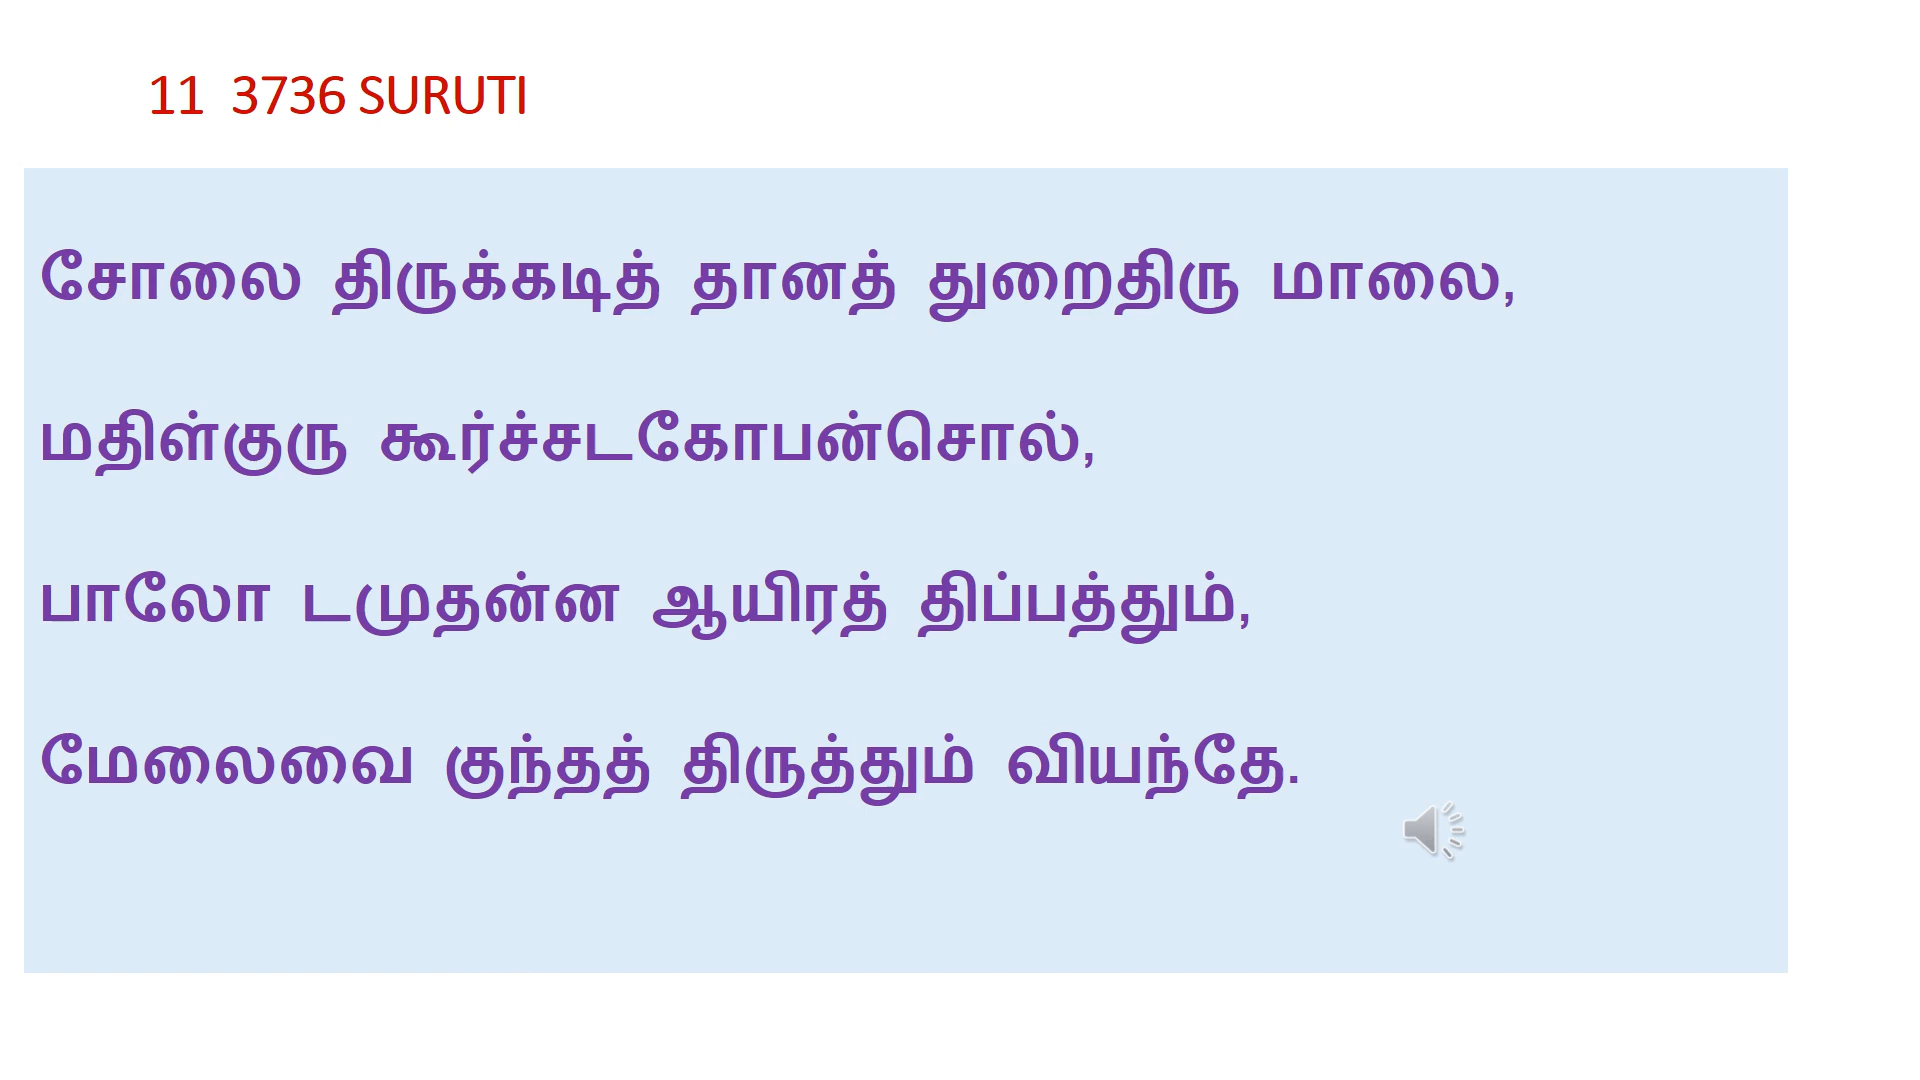 11 3736 SURUTI
சோலை திருக்கடித் தானத் துறைதிரு மாலை,
மதிள்குரு கூர்ச்சடகோபன்சொல்,
பாலோ டமுதன்ன ஆயிரத் திப்பத்தும்,
மேலைவை குந்தத் திருத்தும் வியந்தே.